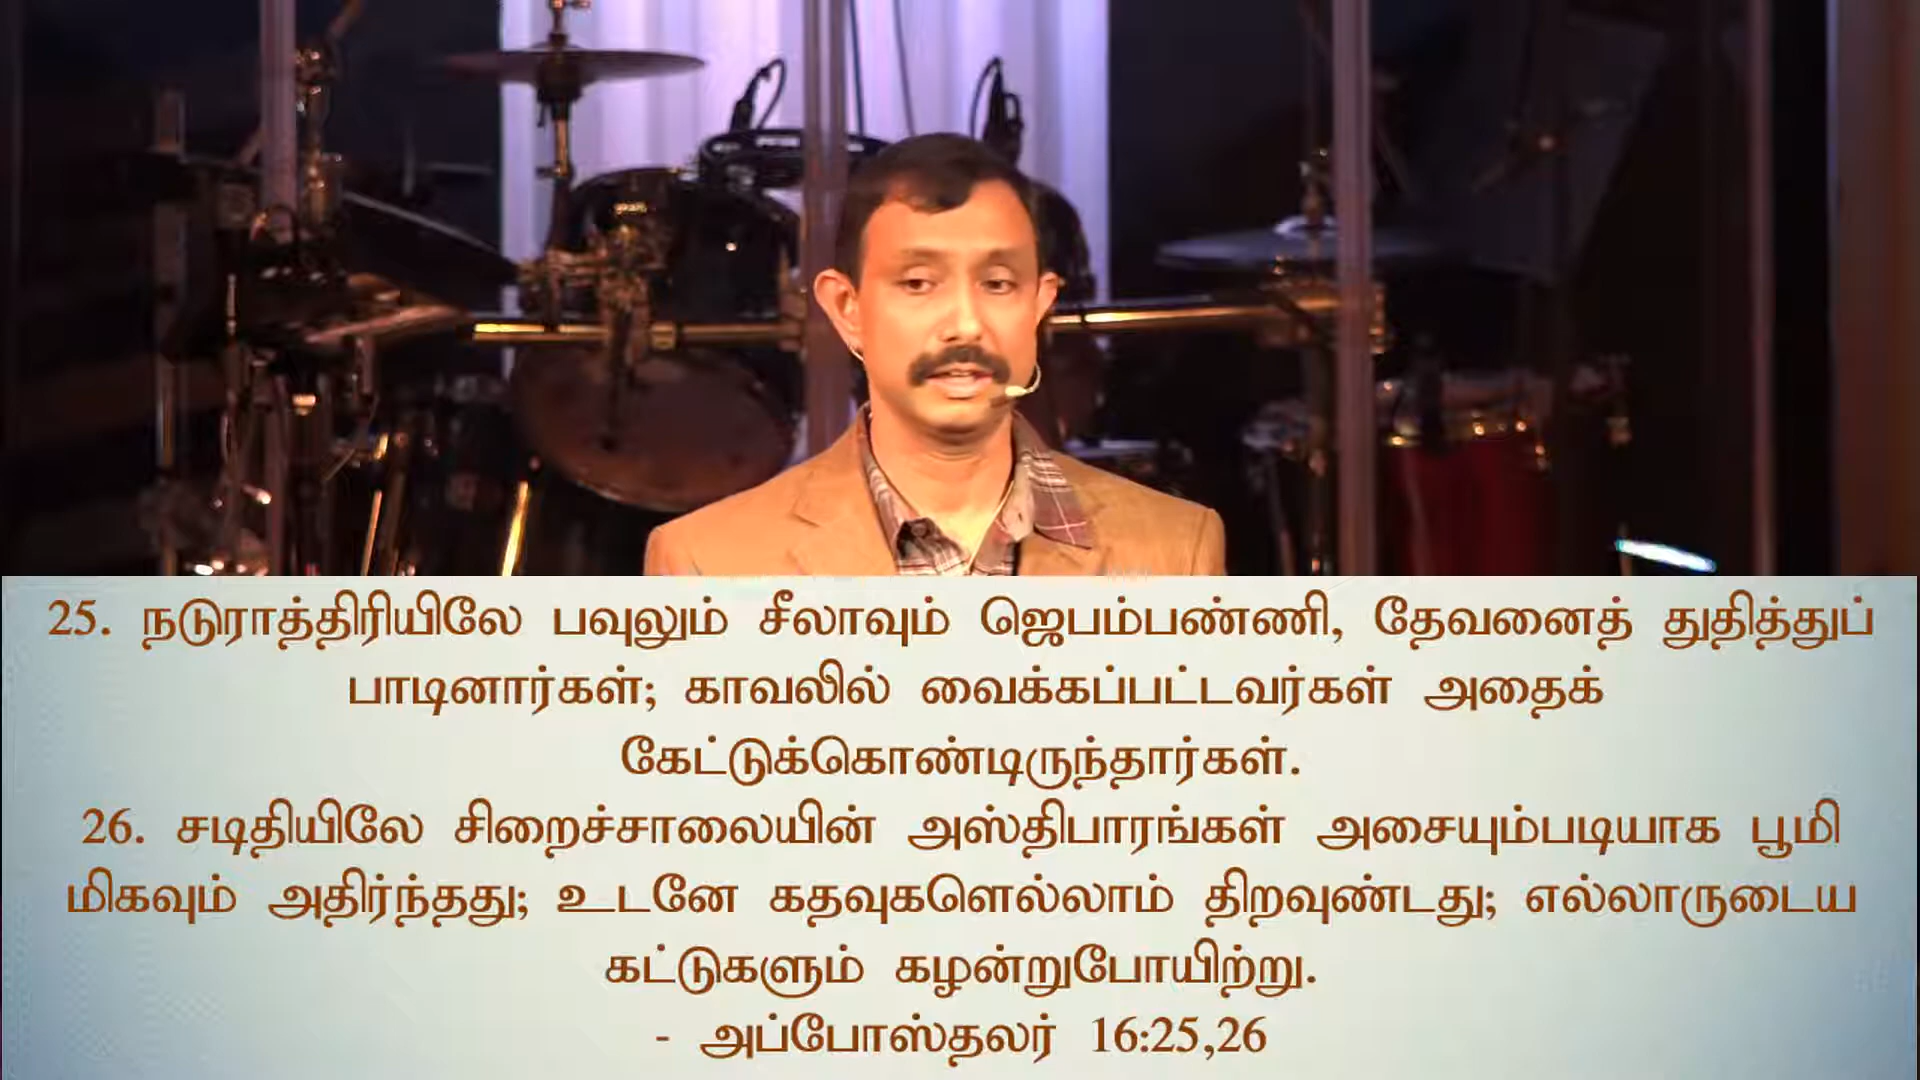 25. நடுராத்திரியிலே பவுலும் சீலாவும் ஜெபம்பண்ணி, தேவனைத் துதித்துப்
பாடினார்கள்; காவலில் வைக்கப்பட்டவர்கள் அதைக்
கேட்டுக்கொண்டிருந்தார்கள்.
26. சடிதியிலே சிறைச்சாலையின் அஸ்திபாரங்கள் அசையும்படியாக பூமி
மிகவும் அதிர்ந்தது; உடனே கதவுகளெல்லாம் திறவுண்டது; எல்லாருடைய
கட்டுகளும் கழன்றுபோயிற்று.
- அப்போஸ்தலர் 16:25,26